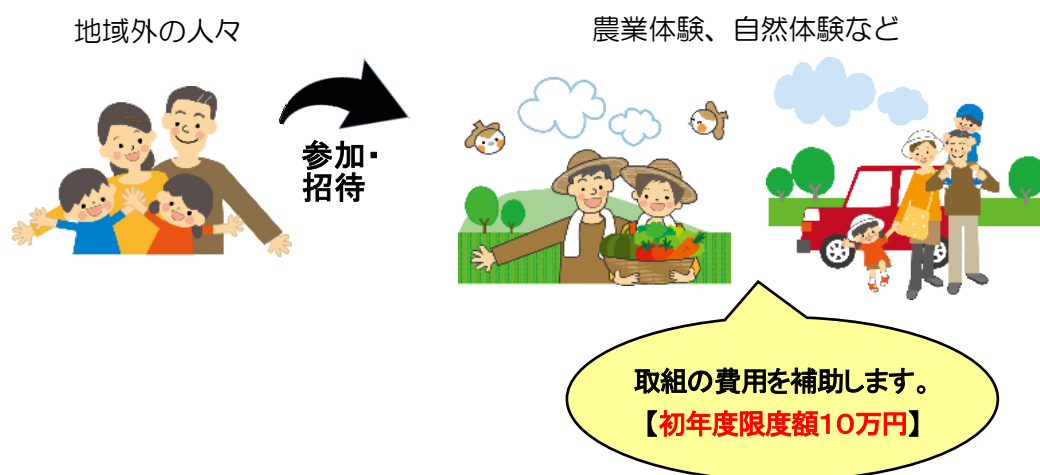 地域外の人々
農業体験、自然体験など
参加・
招待
取組の費用を補助します。
【初年度限度額10万円】